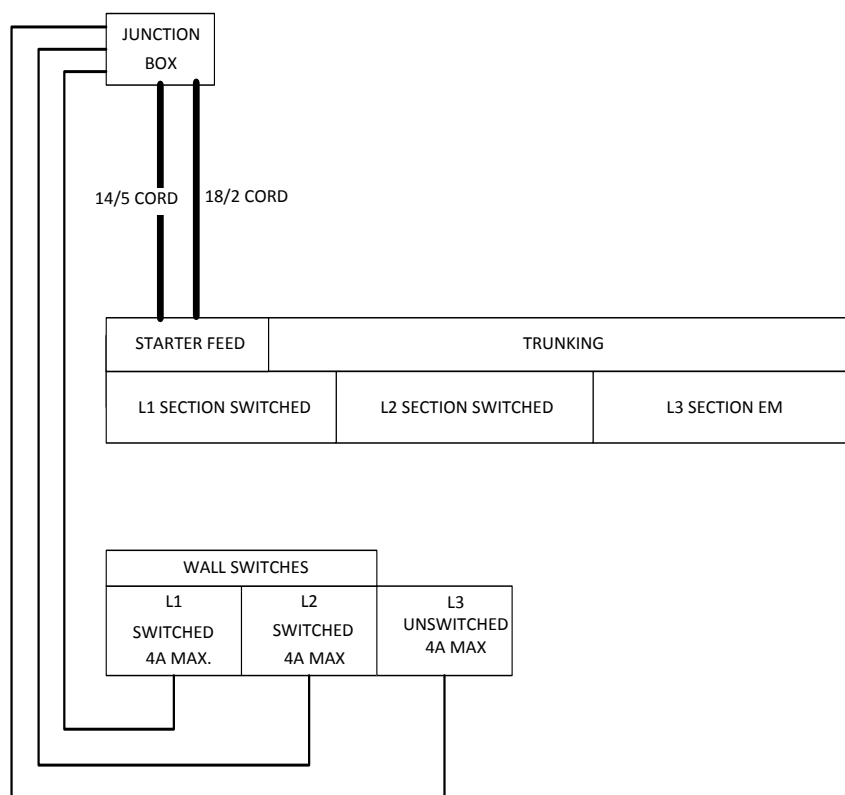 JUNCTION
BOX
14/5 CORD
18/2 CORD
STARTER FEED
TRUNKING
L1 SECTION SWITCHED
L2 SECTION SWITCHED
L3 SECTION EM
WALL SWITCHES
L1
SWITCHED
4A MAX.
L2
SWITCHED
4A MAX
L3
UNSWITCHED
4A MAX